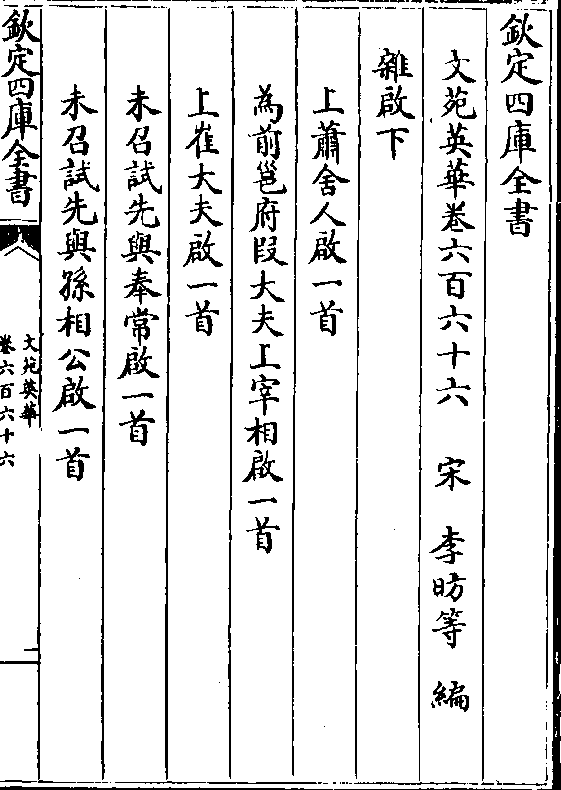 欽定四庫全書
文苑英華卷六百六十六 宋 李昉等 編
雜啟下
上蕭舍人啟一首
為前邕府段大夫上宰相啟一首
上崔大夫啟一首
未召試先與奉常啟一首
未召試先與孫相公啟一首
欽定四庫全書
文苑英華
卷六百六十六
一